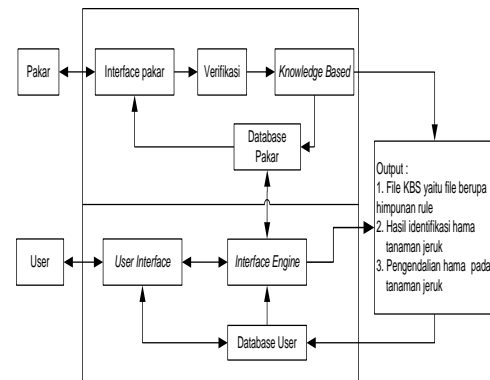 Pakar
Interface pakar
Verifikasi
Knowledge Based
Database
Pakar
Output :
1. File KBS yaitu file berupa
himpunan rule
2. Hasil identifikasi hama
tanaman jeruk
3. Pengendalian hama pada
tanaman jeruk
User
User Interface
Interface Engine
Database User